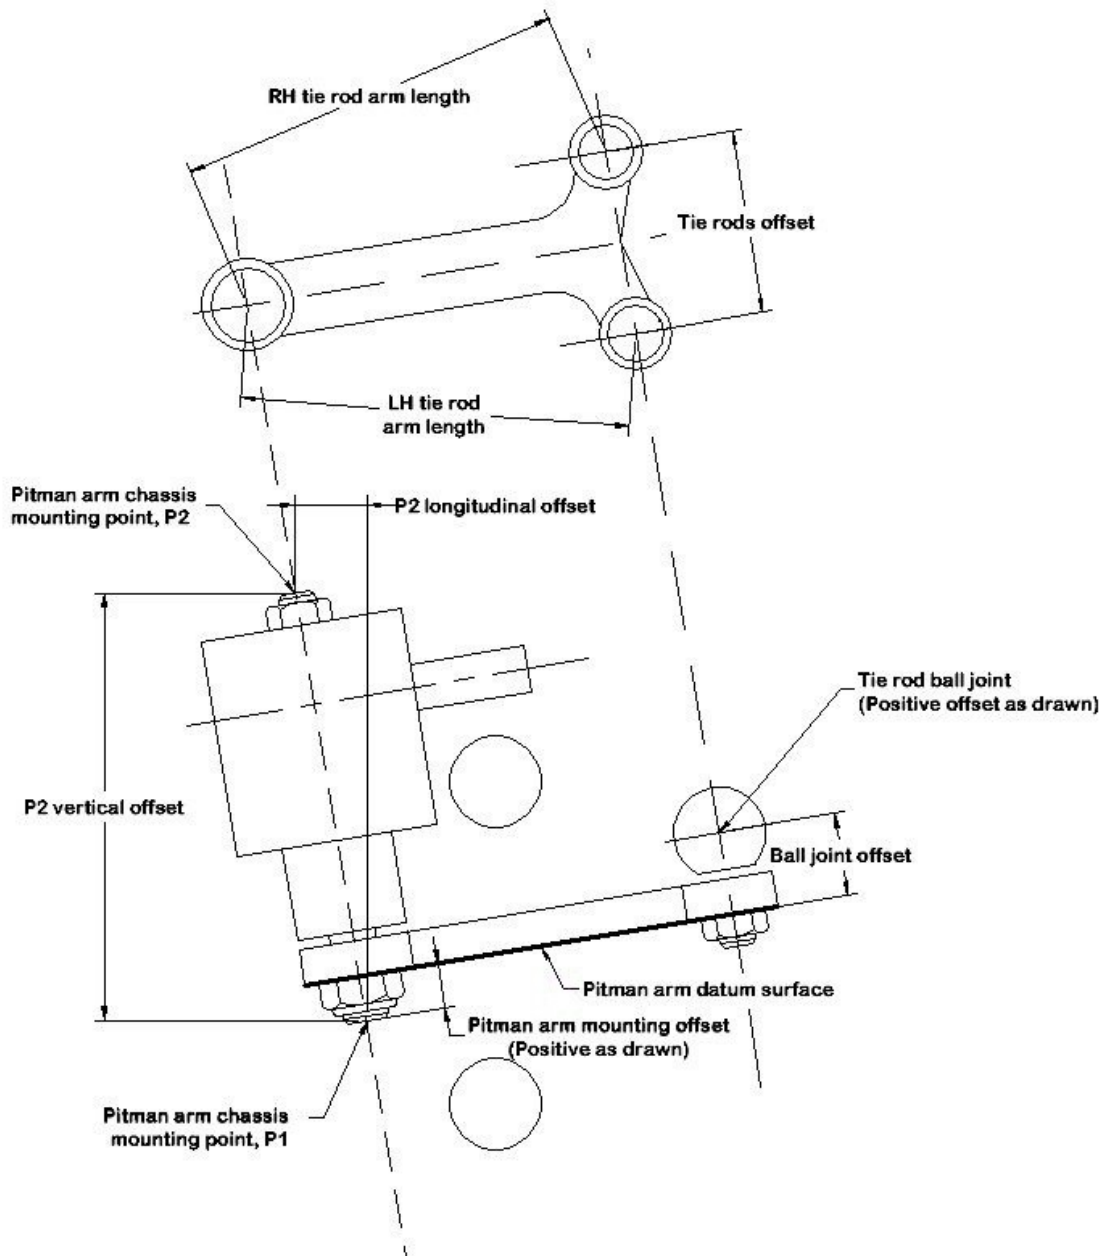 RH tie rod arm length
Tie rods offset
LH tie rod
arm length
Pitman arm chassis
mounting point, P2
P2 longitudinal offset
Tie rod ball joint
(Positive offset as drawn)
P2 vertical offset
Ball joint offset
Pitman arm datum surface
Pitman arm mounting offset
(Positive as drawn)
Pitman arm chassis
mounting point, P1